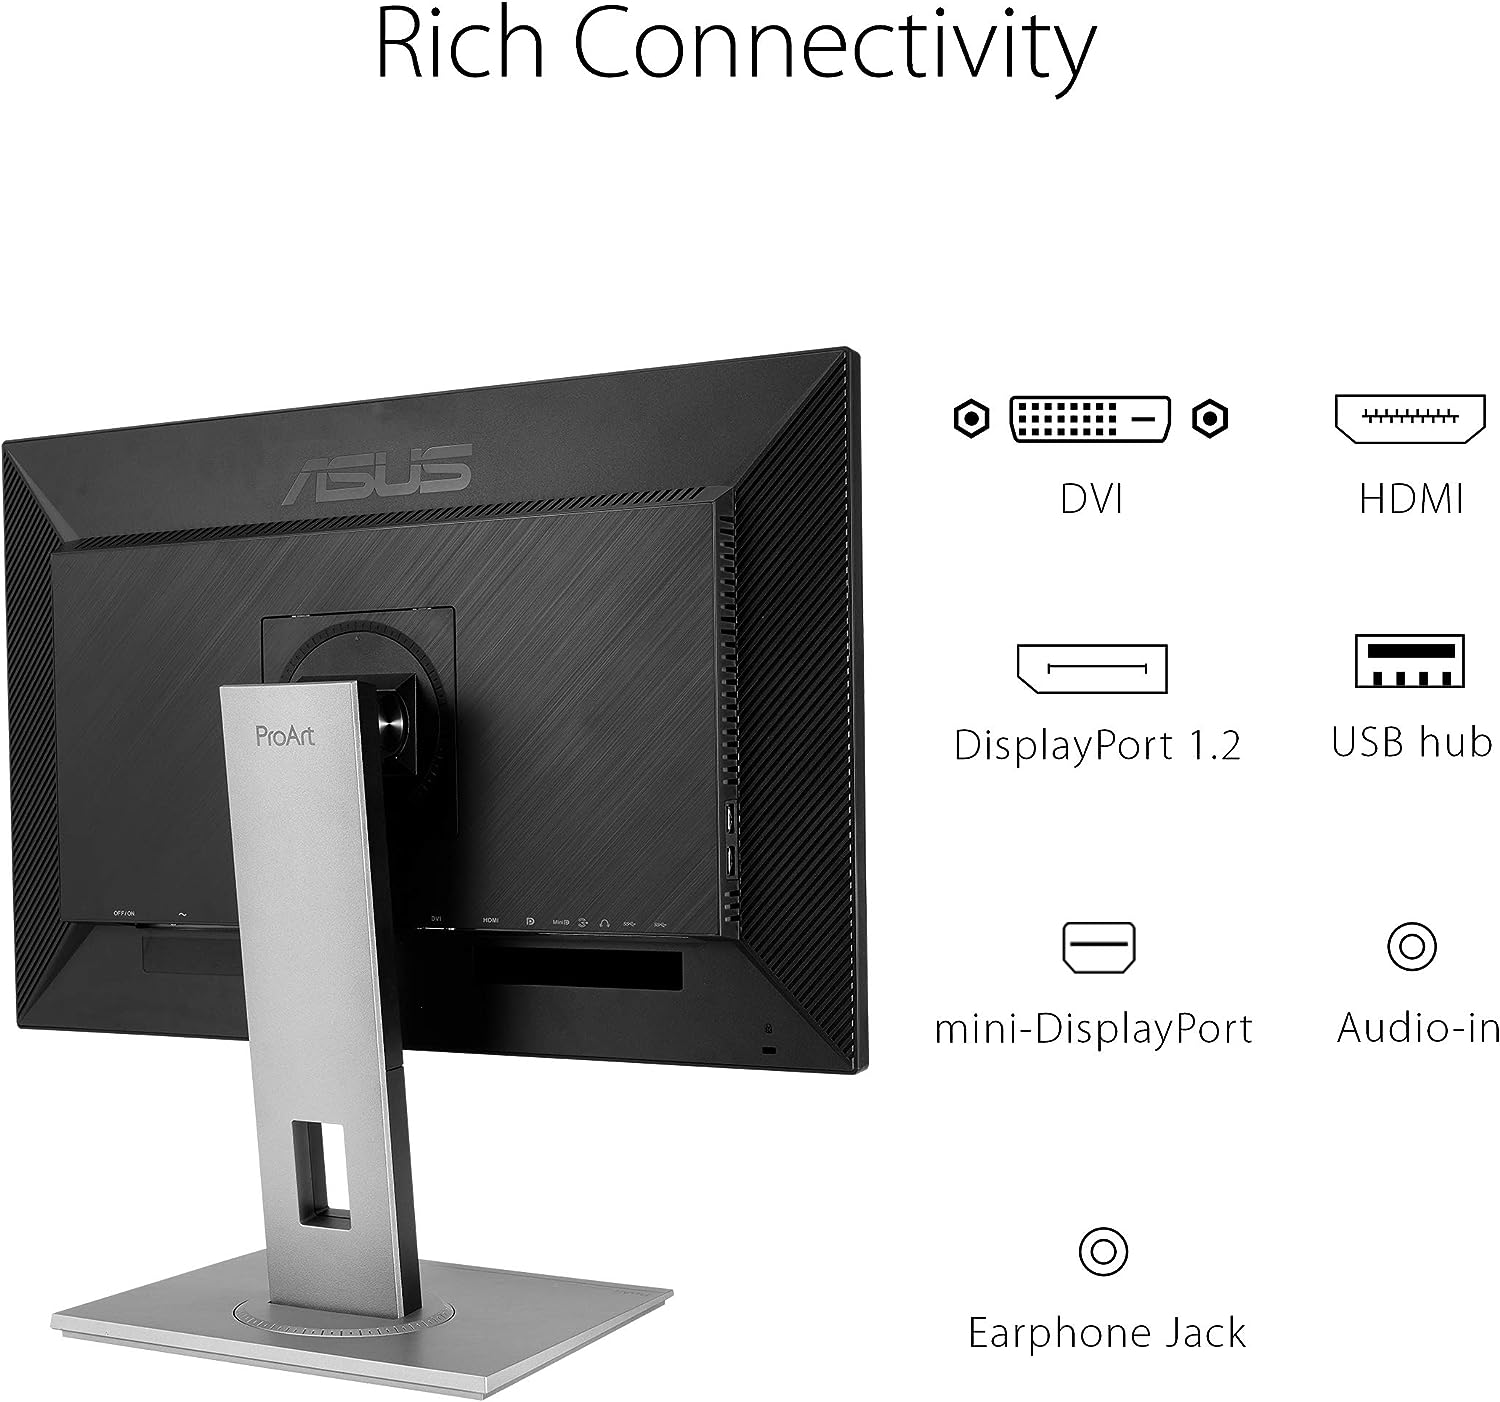 Rich Connectivity
ASUS
DVI
HDMI
ProArt
DisplayPort 1.2
USB hub
OFF/ON
DVI
HDMI
MiniD
mini-DisplayPort
Audio-in
Earphone Jack